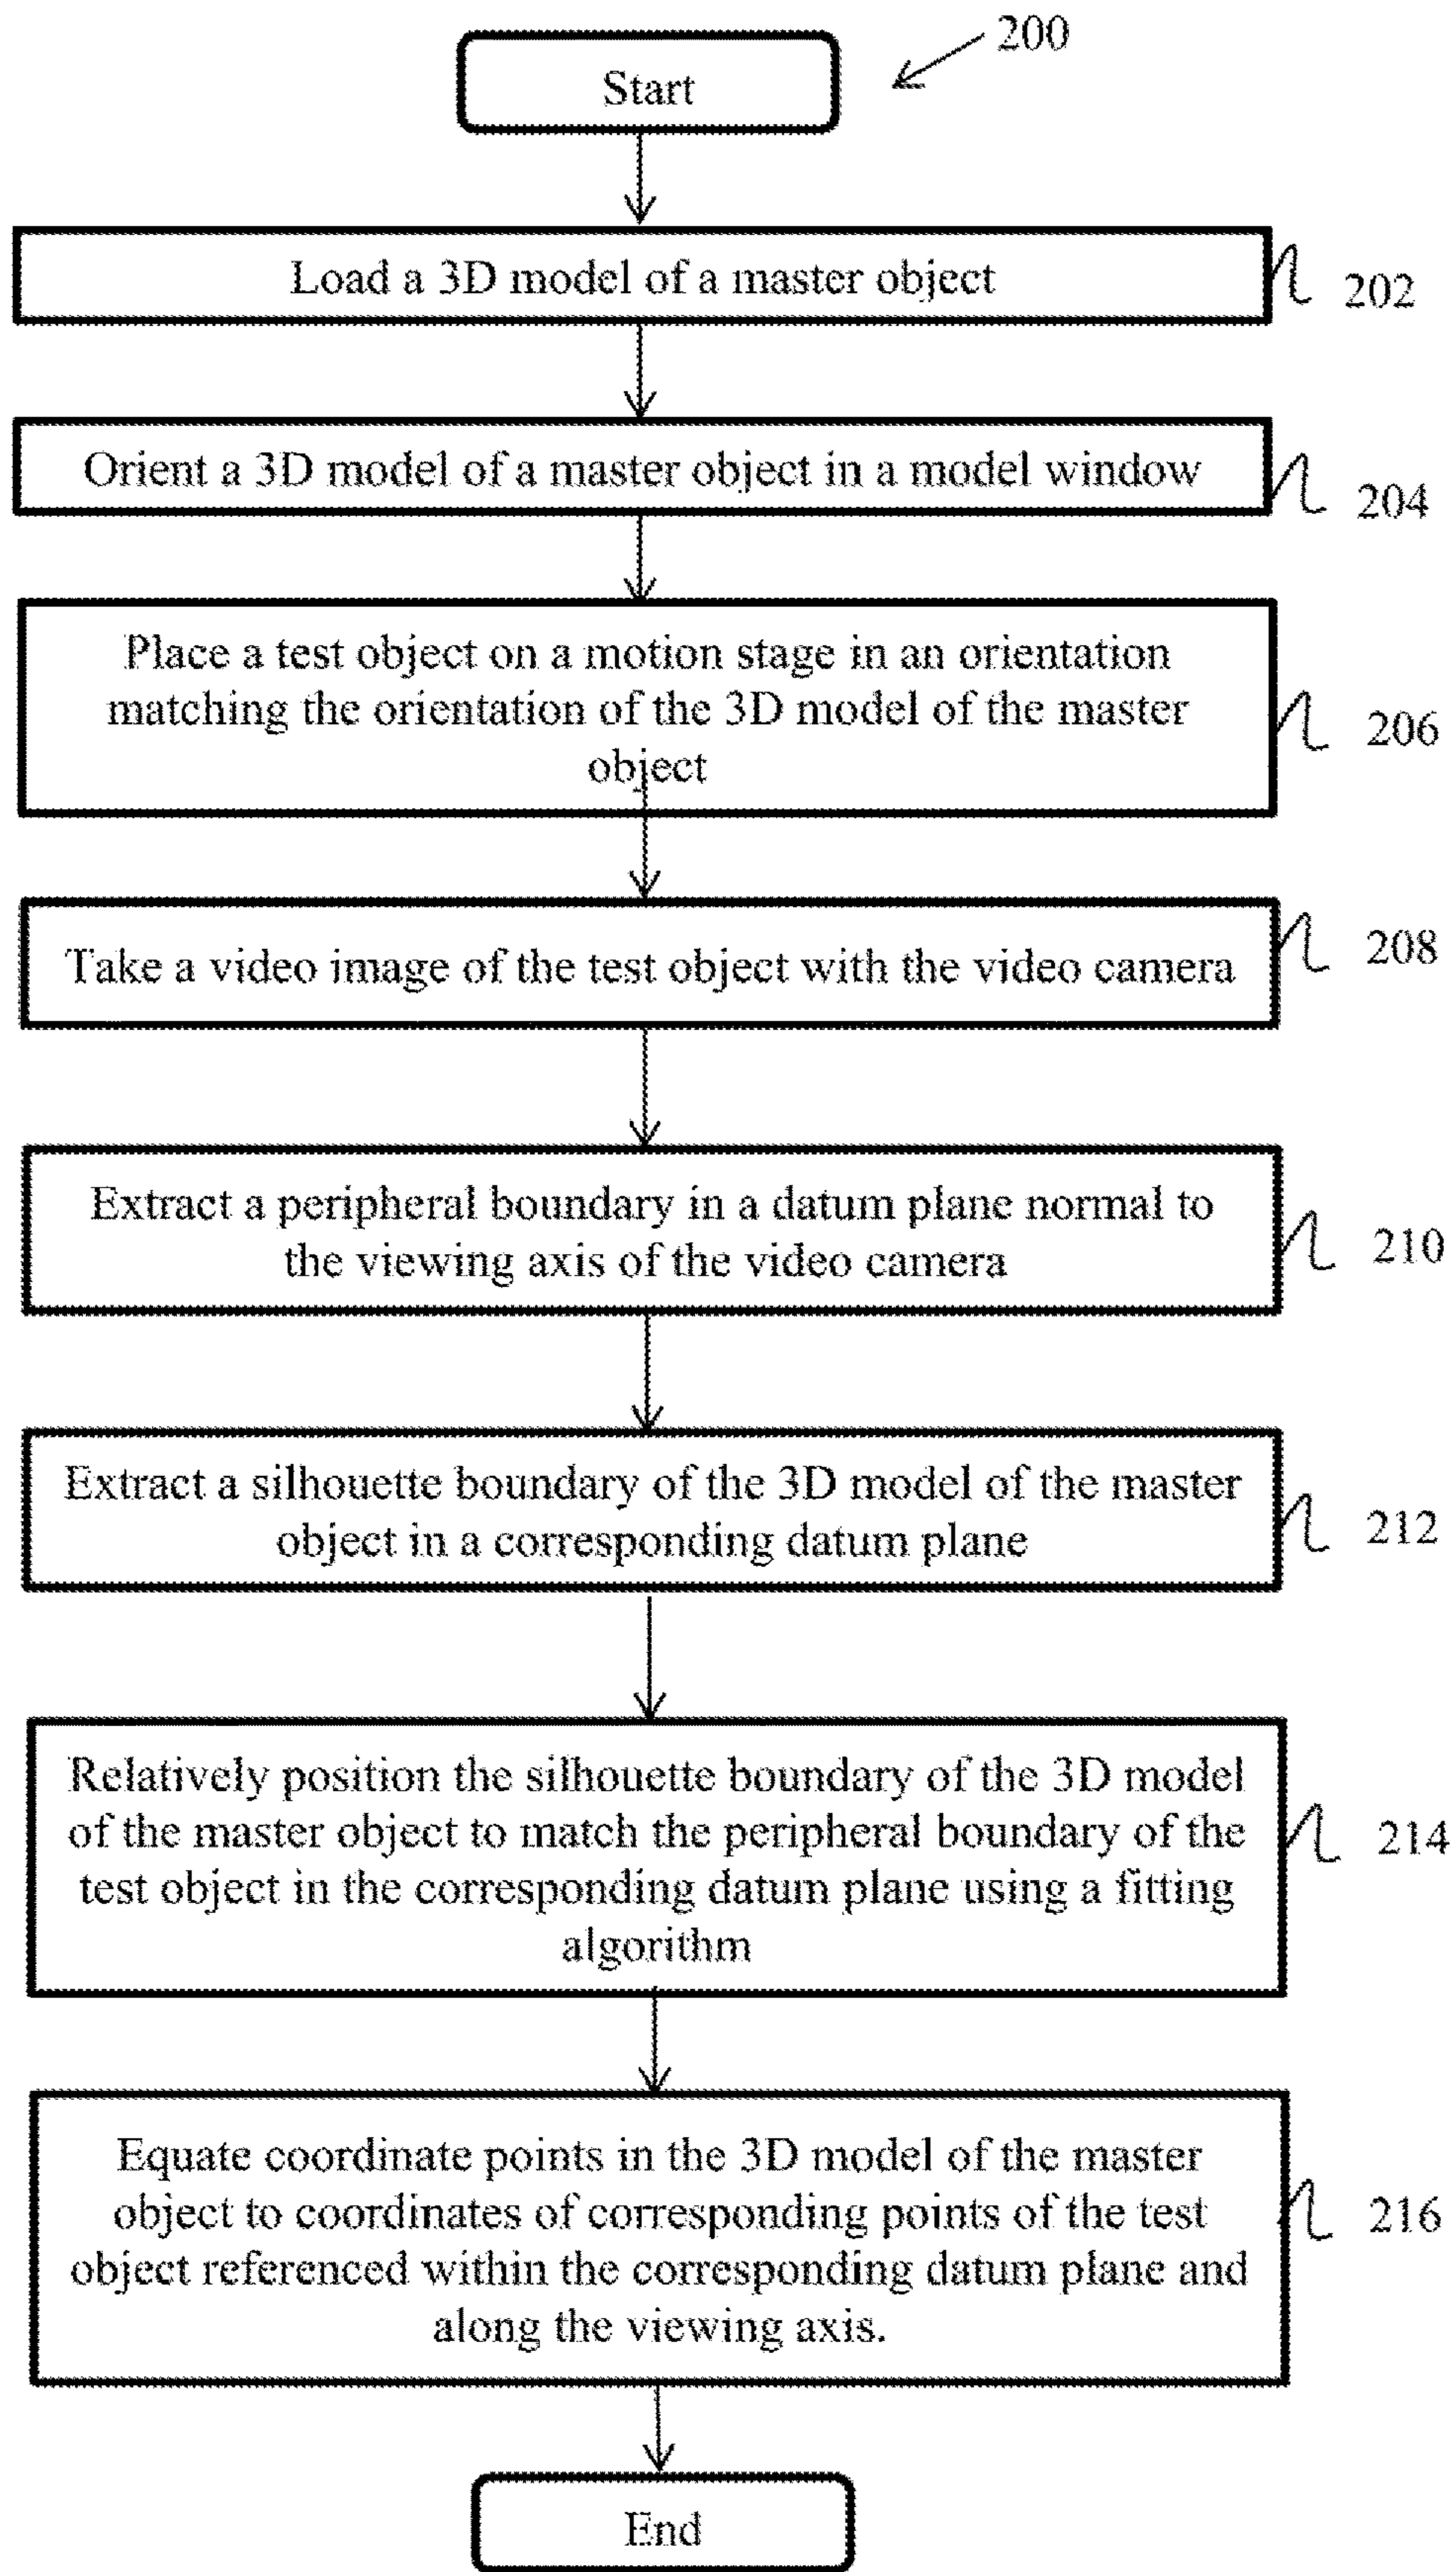 200
Start
Load a 3D model of a master object
202
Orient a 3D model of a master object in a model window
204
Place a test object on a motion stage in an orientation
matching the orientation of the 3D model of the master
object
206
Take a video image of the test object with the video camera
208
Extract a peripheral boundary in a datum plane normal to
the viewing axis of the video camera
210
Extract a silhouette boundary of the 3D model of the master
object in a corresponding datum plane
212
Relatively position the silhouette boundary of the 3D model
of the master object to match the peripheral boundary of the
test object in the corresponding datum plane using a fitting
algorithm
214
Equate coordinate points in the 3D model of the master
object to coordinates of corresponding points of the test
object referenced within the corresponding datum plane and
along the viewing axis.
216
End